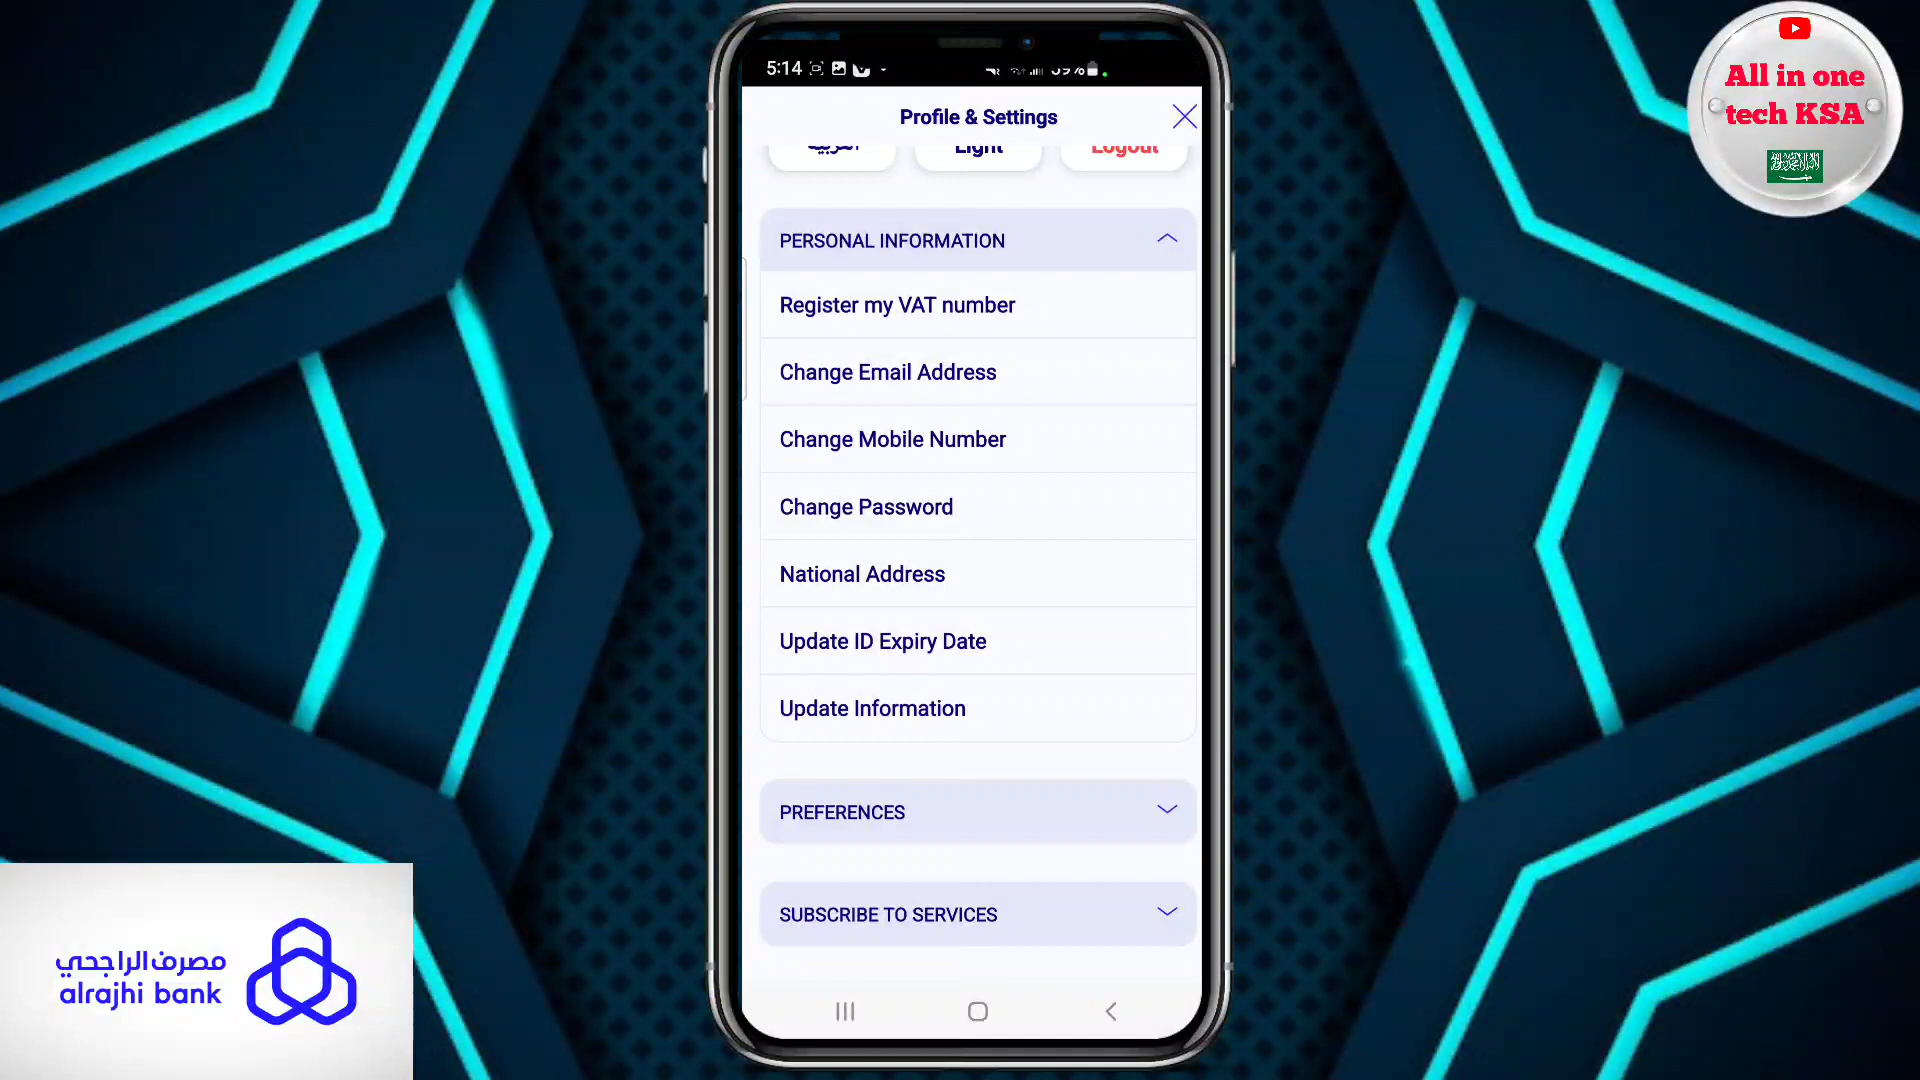 5:14
Profile & Settings
Light
Logout
PERSONAL INFORMATION
Register my VAT number
Change Email Address
Change Mobile Number
Change Password
National Address
Update ID Expiry Date
Update Information
PREFERENCES
SUBSCRIBE TO SERVICES
All in one
tech KSA
مصرف الراجحي
alrajhi bank